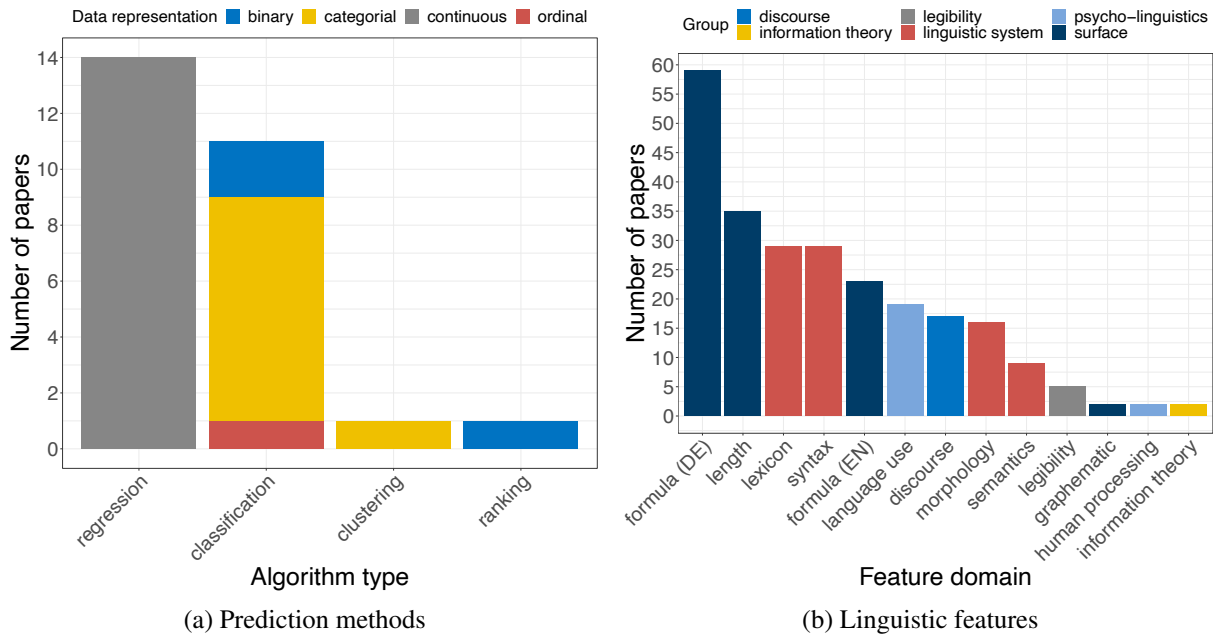 Data representation binary categorial continuous ordinal
Number of papers
14
12
10
8
6
4
2
0
regression
classification
clustering
ranking
Algorithm type
(a) Prediction methods
Group discourse legibility psycho−linguistics
information theory linguistic system surface
Number of papers
60
55
50
45
40
35
30
25
20
15
10
5
0
formula (DE)
length
lexicon
syntax
formula (EN)
language use
discourse
morphology
semantics
legibility
graphematic
human processing
information theory
Feature domain
(b) Linguistic features